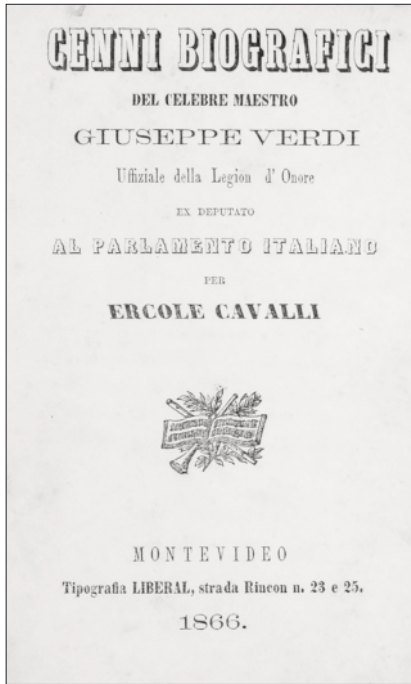 CENNI BIOGRAFICI
DEL CELEBRE MAESTRO
GIUSEPPE VERDI
Uffiziale della Legion d' Onore
EX DEPUTATO
AL PARLAMENTO ITALIANO
PER
ERCOLE CAVALLI
MONTEVIDEO
Tipografia LIBERAL, strada Rincon n. 23 e 25.
1866.